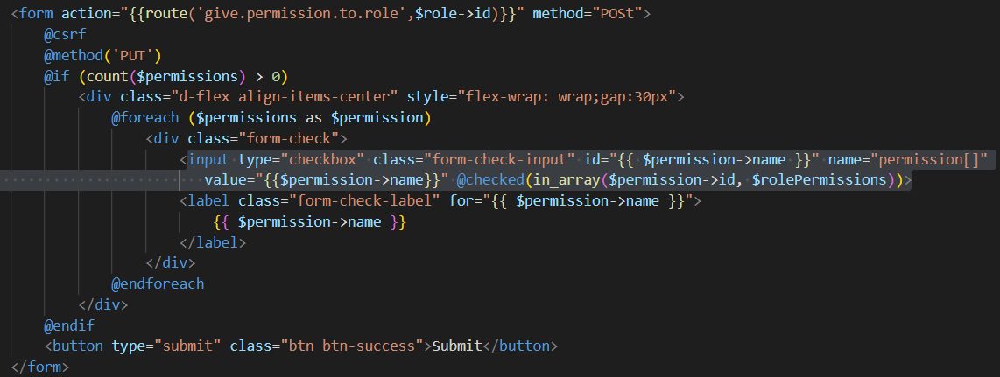 <form action="{{route('give.permission.to.role',$role->id)}}" method="POSt">
@csrf
@method('PUT')
@if (count($permissions) > 0)
<div class="d-flex align-items-center" style="flex-wrap: wrap;gap:30px">
@foreach ($permissions as $permission)
<div class="form-check">
<input type="checkbox" class="form-check-input" id="{{ $permission->name }}" name="permission[]"
value="{{$permission->name}}" @checked(in_array($permission->id, $rolePermissions))>
<label class="form-check-label" for="{{ $permission->name }}">
{{ $permission->name }}
</label>
</div>
@endforeach
</div>
@endif
<button type="submit" class="btn btn-success">Submit</button>
</form>